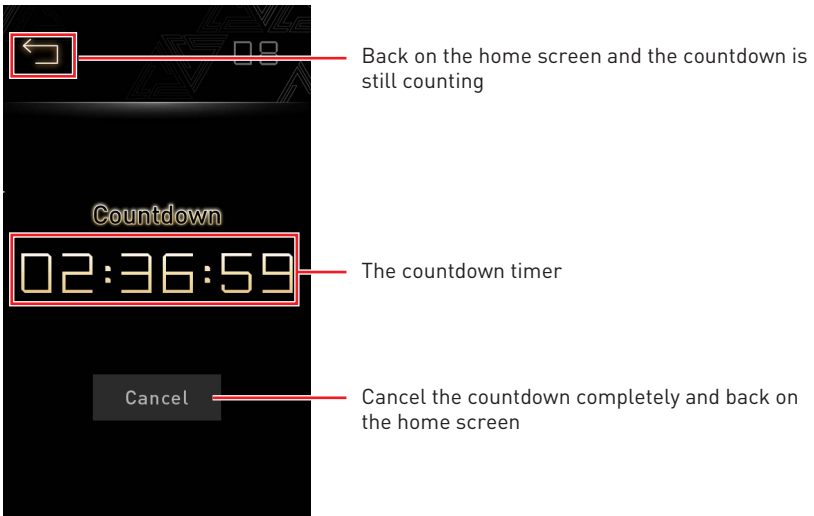 08
Back on the home screen and the countdown is
still counting
Countdown
02:36:59
The countdown timer
Cancel
Cancel the countdown completely and back on
the home screen